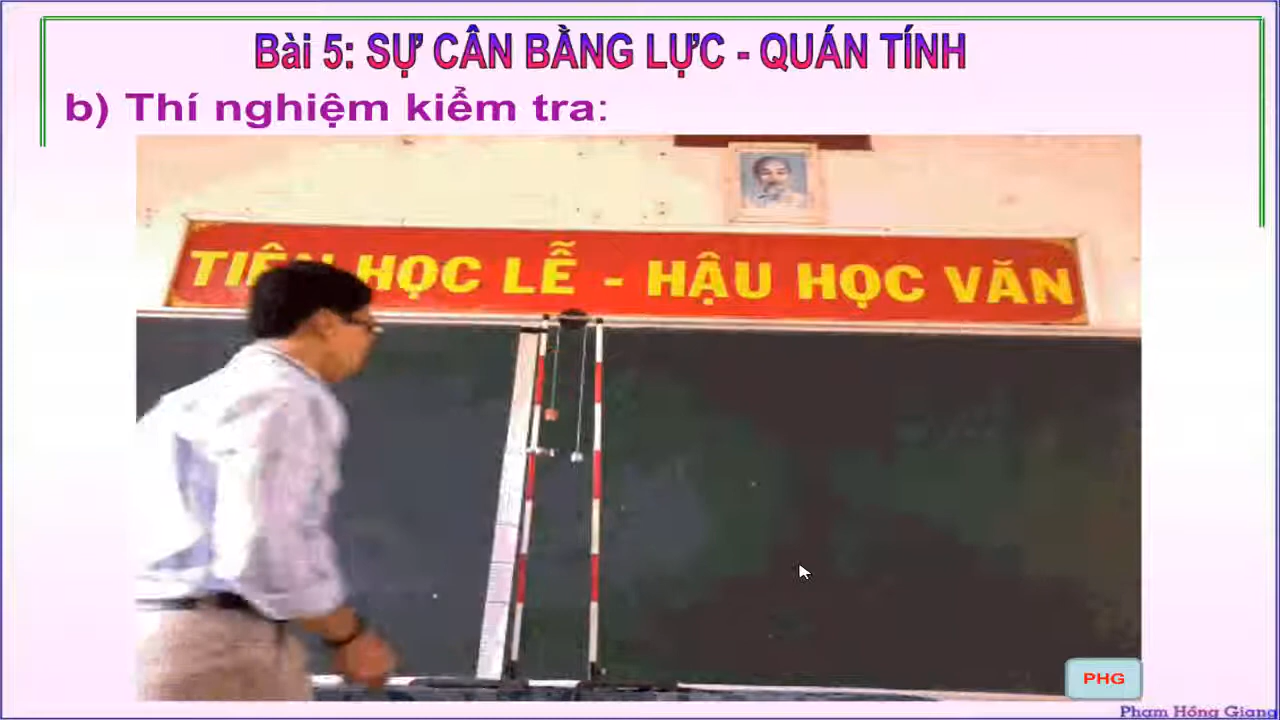 Bài 5: SỰ CÂN BẰNG LỰC - QUÁN TÍNH
b) Thí nghiệm kiểm tra:
TIÊN HỌC LỄ - HẬU HỌC VĂN
PHG
Phạm Hồng Giang